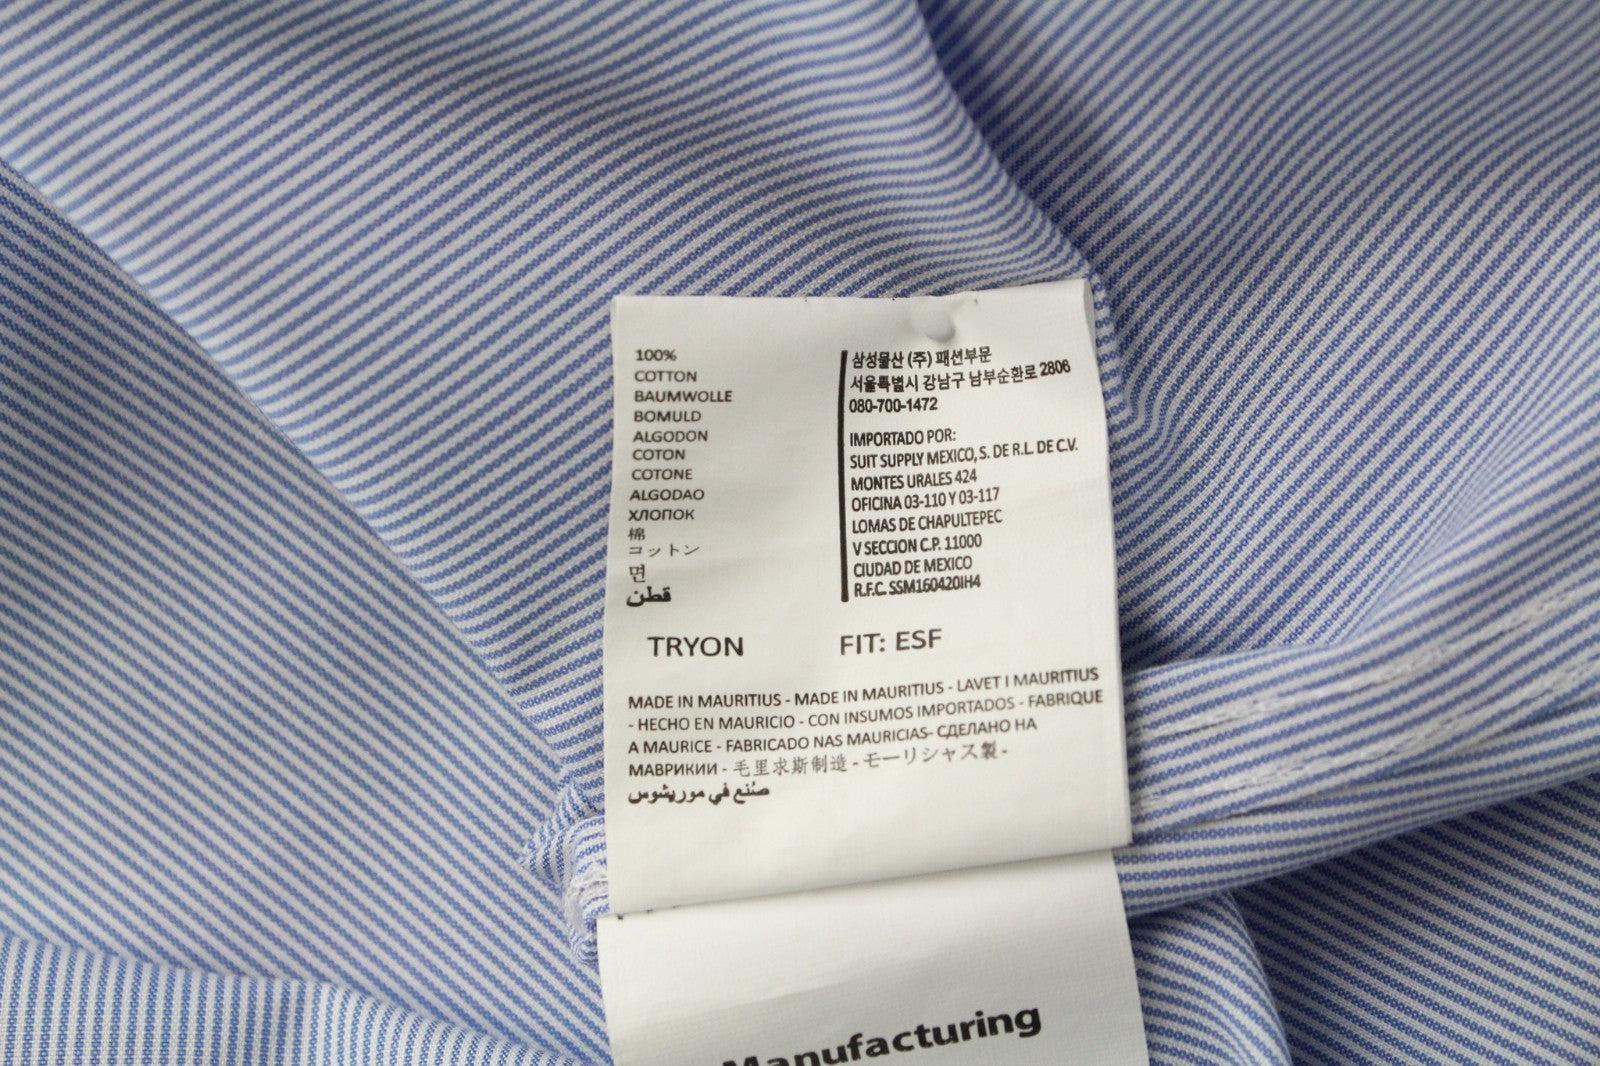 100%
COTTON
BAUMWOLLE
BOMULD
ALGODON
COTON
COTONE
ALGODAO
ХЛОПОК
棉
コットン
면
قطن
삼성물산 (주) 패션부문
서울특별시 강남구 남부순환로 2806
080-700-1472
IMPORTADO POR:
SUIT SUPPLY MEXICO, S. DE R.L. DE C.V.
MONTES URALES 424
OFICINA 03-110 Y 03-117
LOMAS DE CHAPULTEPEC
V SECCION C.P. 11000
CIUDAD DE MEXICO
R.F.C. SSM160420IH4
TRYON FIT: ESF
MADE IN MAURITIUS - MADE IN MAURITIUS - LAVET I MAURITIUS
- HECHO EN MAURICIO - CON INSUMOS IMPORTADOS - FABRIQUE
A MAURICE - FABRICADO NAS MAURICIAS- СДЕЛАНО НА
МАВРИКИИ - 毛里求斯制造 - モーリシャス製 -
صُنع في موريشوس
Manufacturing